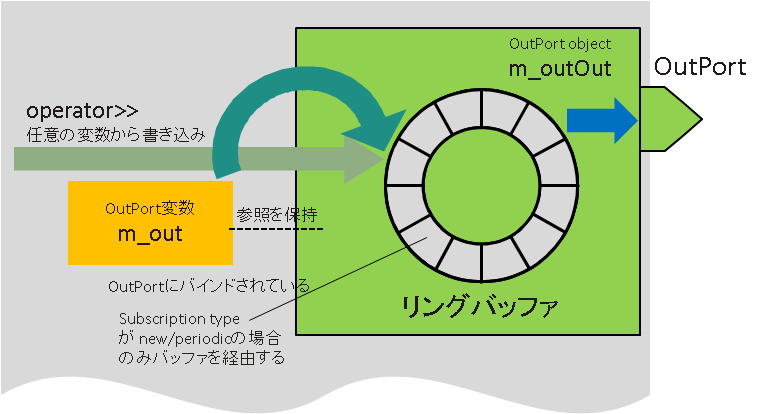 OutPort object
m_outOut
OutPort
operator>>
任意の変数から書き込み
OutPort変数
m_out
参照を保持
OutPortにバインドされている
リングバッファ
Subscription type
が new/periodicの場合
のみバッファを経由する